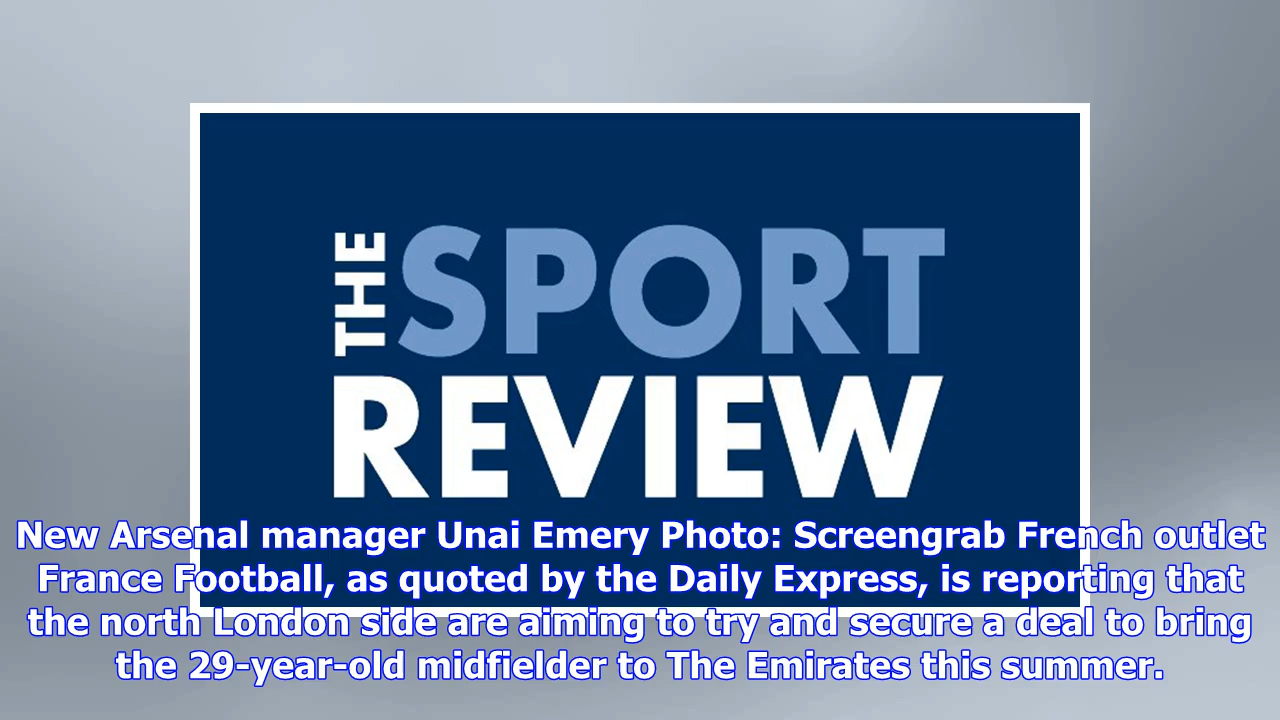 THE SPORT
REVIEW
New Arsenal manager Unai Emery Photo: Screengrab French outlet
France Football, as quoted by the Daily Express, is reporting that
the north London side are aiming to try and secure a deal to bring
the 29-year-old midfielder to The Emirates this summer.